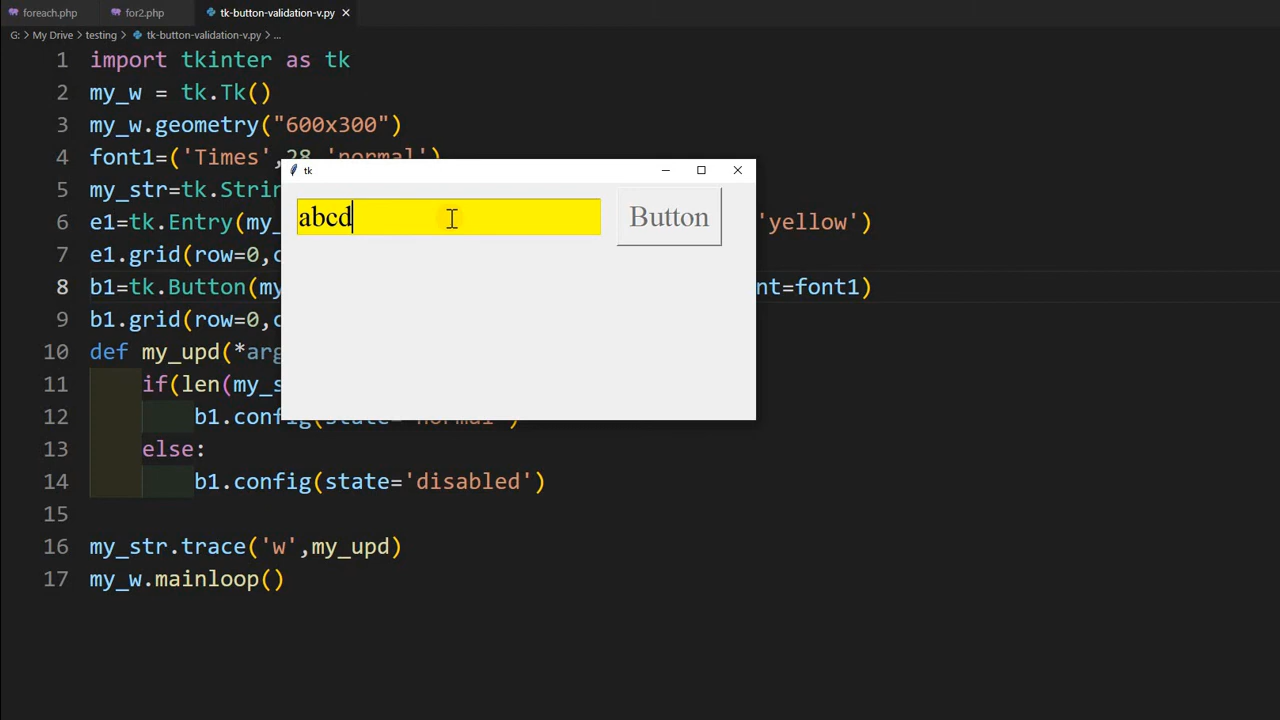 foreach.php for2.php tk-button-validation-v.py
G: > My Drive > testing > tk-button-validation-v.py > ...
1 import tkinter as tk
2 my_w = tk.Tk()
3 my_w.geometry("600x300")
4 font1=('Times',28,'normal')
tk
5 my_str=tk.Strin
abcd Button
6 e1=tk.Entry(my_ 'yellow')
7 e1.grid(row=0,c
8 b1=tk.Button(my nt=font1)
9 b1.grid(row=0,c
10 def my_upd(*arg
11 if(len(my_s
12 b1.config(state='normal')
13 else:
14 b1.config(state='disabled')
15
16 my_str.trace('w',my_upd)
17 my_w.mainloop()